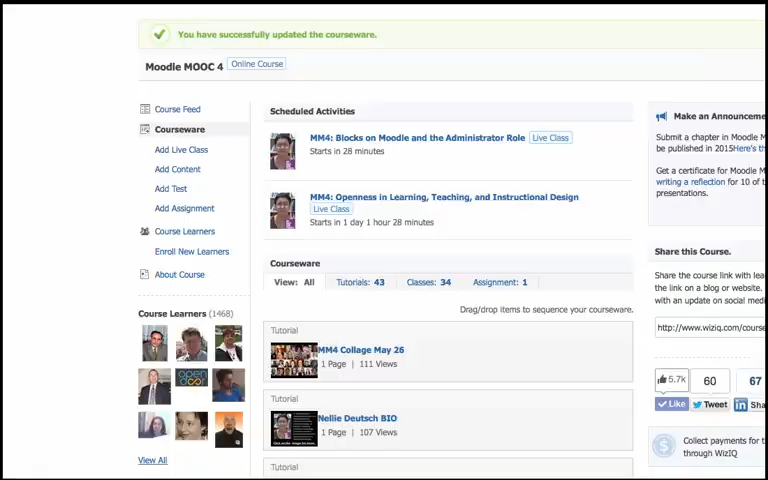 You have successfully updated the courseware.
Moodle MOOC 4 Online Course
Course Feed
Courseware
Add Live Class
Add Content
Add Test
Add Assignment
Course Learners
Enroll New Learners
About Course
Course Learners (1468)
open
door
View All
Scheduled Activities
MM4: Blocks on Moodle and the Administrator Role Live Class
Starts in 28 minutes
MM4: Openness in Learning, Teaching, and Instructional Design
Live Class
Starts in 1 day 1 hour 28 minutes
Courseware
View: All Tutorials: 43 Classes: 34 Assignment: 1
Drag/drop items to sequence your courseware.
Tutorial
MM4 Collage May 26
1 Page | 111 Views
Tutorial
Nellie Deutsch BIO
1 Page | 107 Views
Tutorial
Make an Announceme
Submit a chapter in Moodle M
be published in 2015Here's th
Get a certificate for Moodle M
writing a reflection for 10 of t
presentations.
Share this Course.
Share the course link with lea
the link on a blog or website.
with an update on social medi
http://www.wiziq.com/course
5.7k 60 67
Like Tweet in Sha
Collect payments for t
through WizIQ